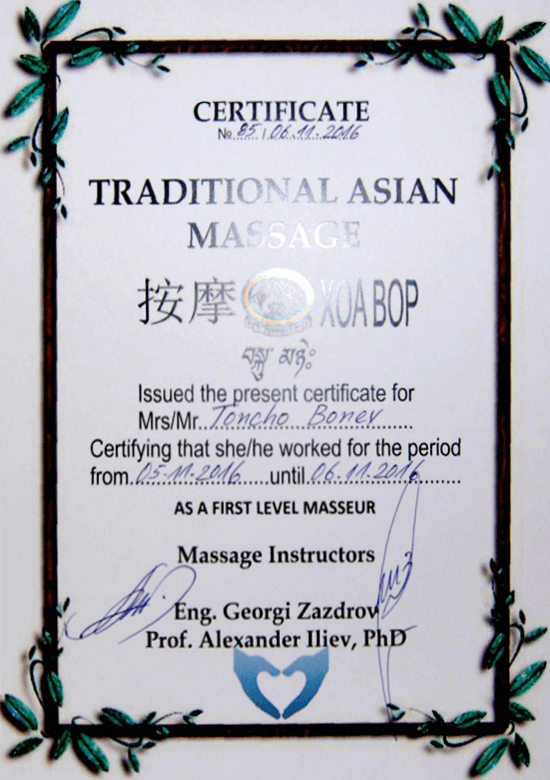 CERTIFICATE
№ 85 / 06.11.2016
TRADITIONAL ASIAN
MASSAGE
按摩 XOA BOP
བསྐུ མཉེ
Issued the present certificate for
Mrs/Mr. Toncho Bonev
Certifying that she/he worked for the period
from 05-11-2016 until 06.11.2016
AS A FIRST LEVEL MASSEUR
Massage Instructors
Eng. Georgi Zazdrov
Prof. Alexander Iliev, PhD